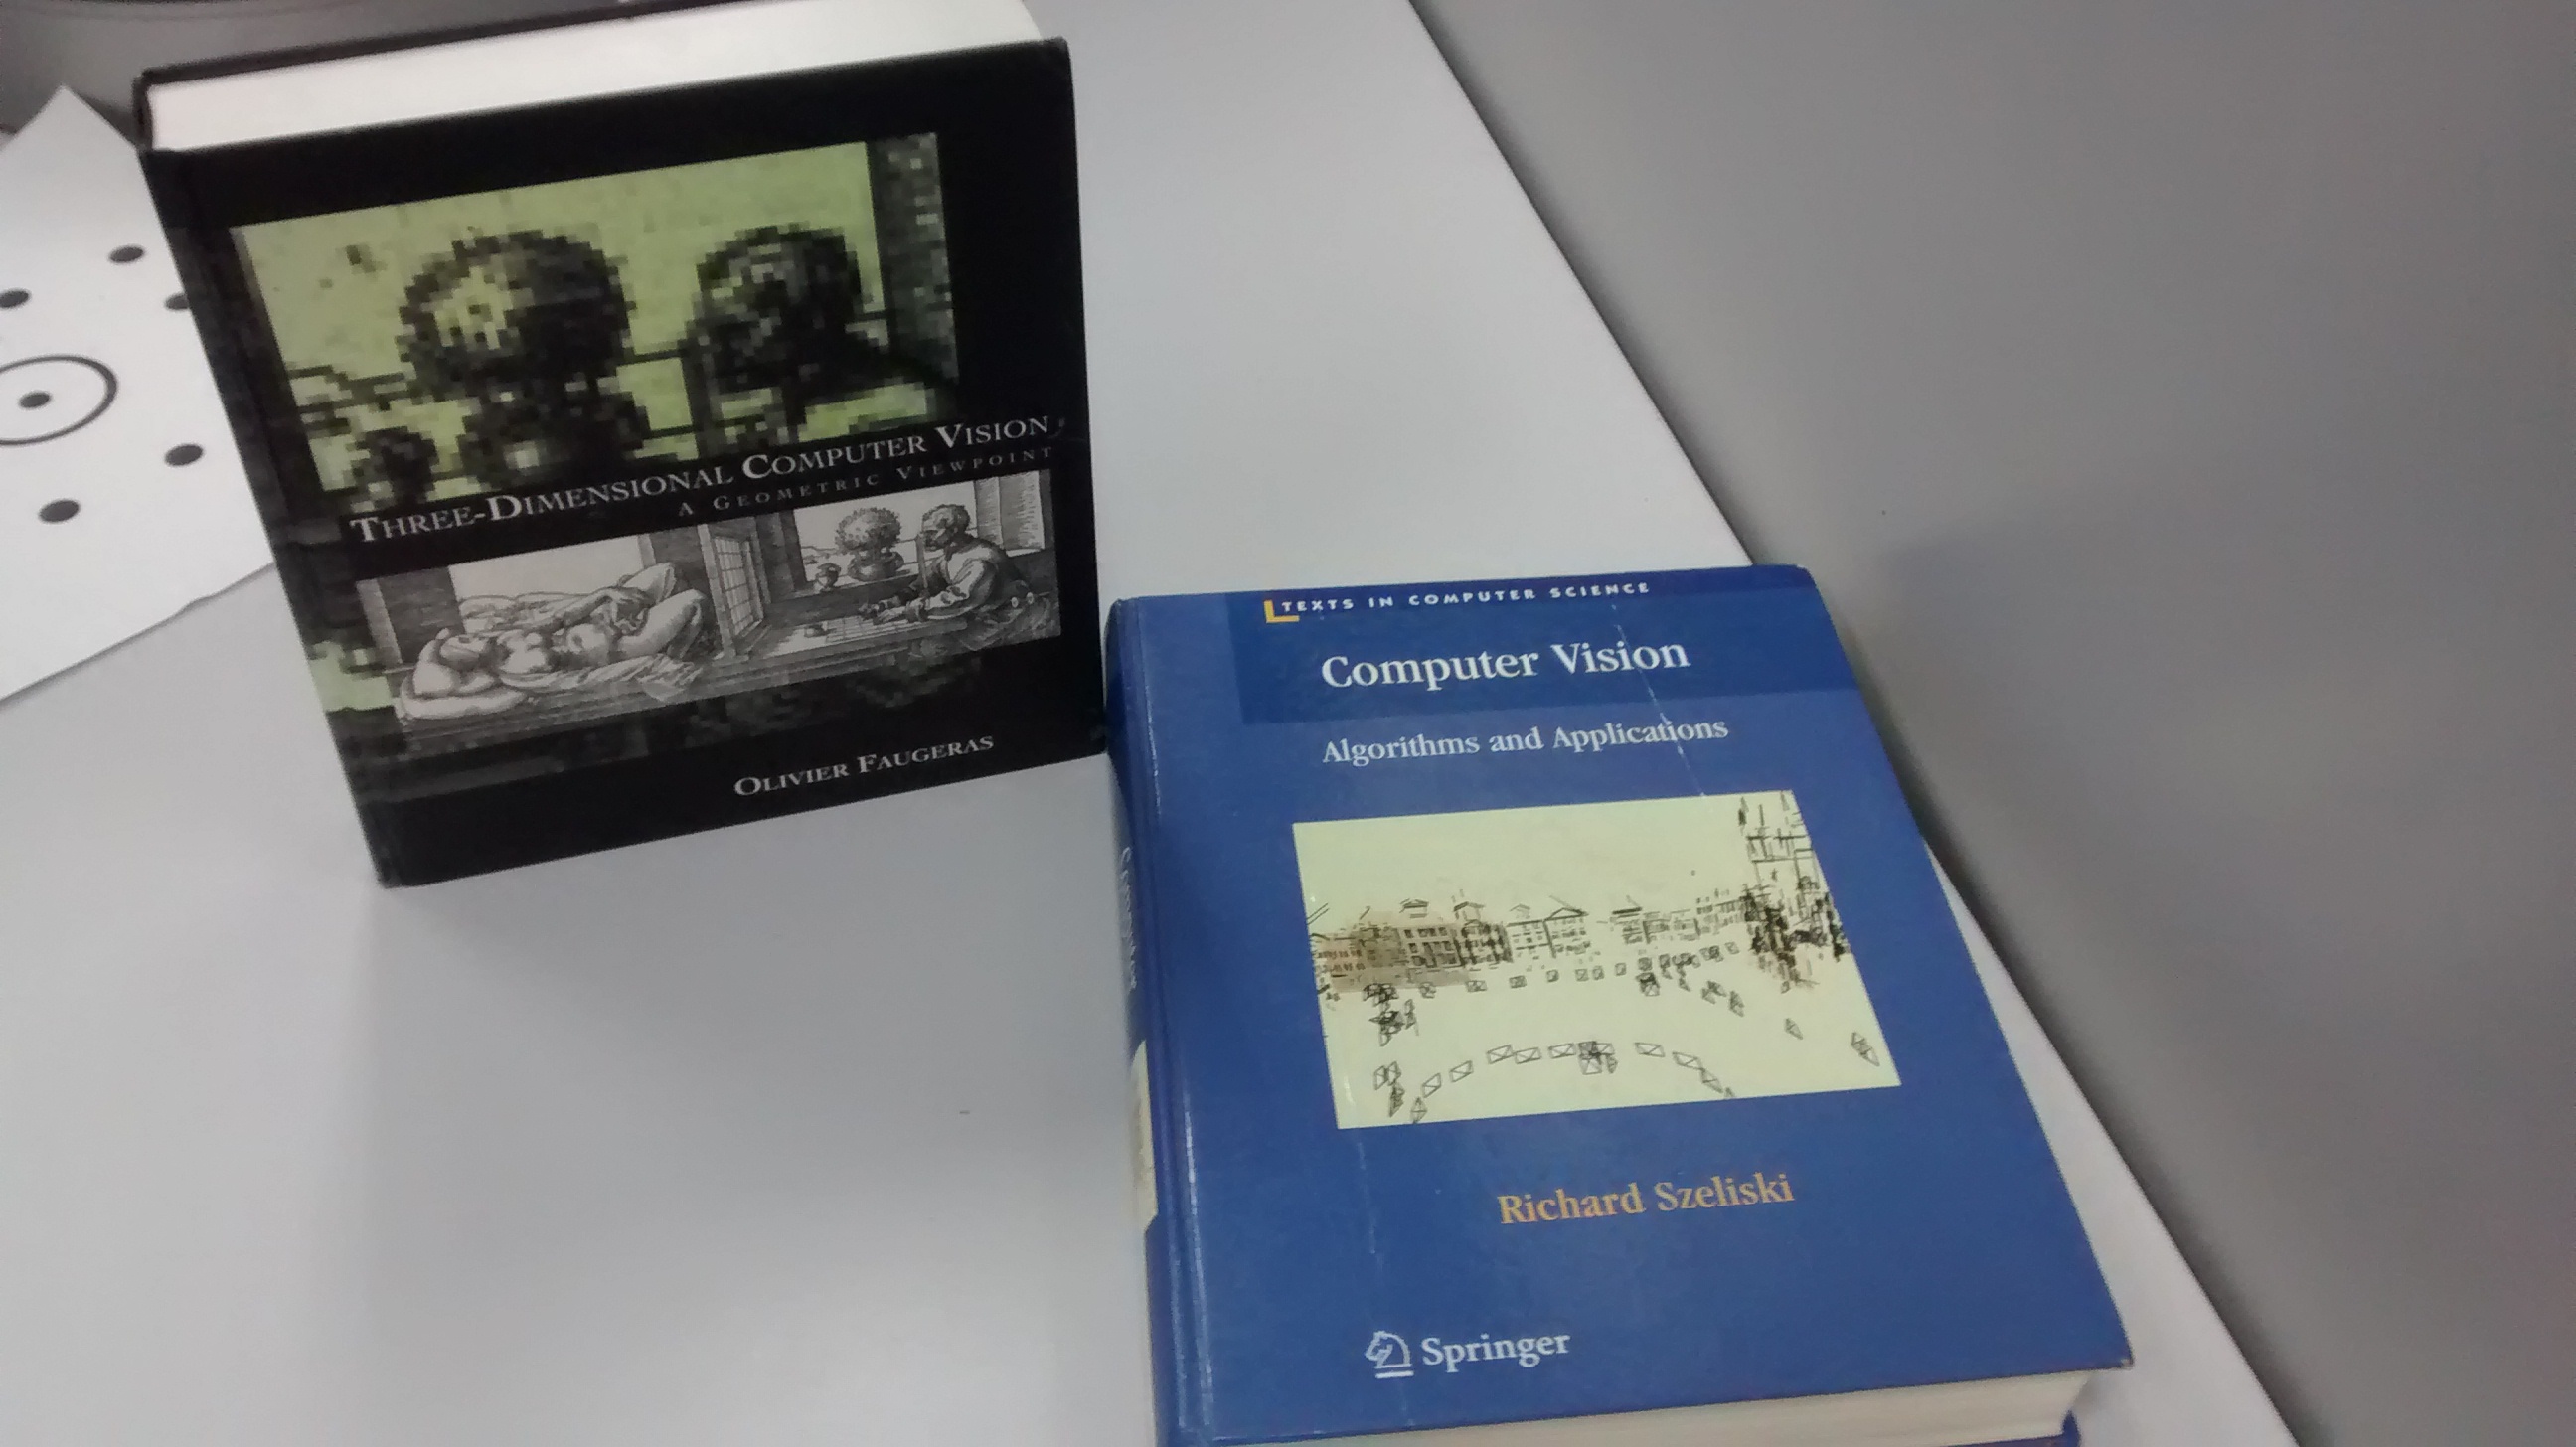 THREE-DIMENSIONAL COMPUTER VISION
A GEOMETRIC VIEWPOINT
OLIVIER FAUGERAS
TEXTS IN COMPUTER SCIENCE
Computer Vision
Algorithms and Applications
Richard Szeliski
Springer